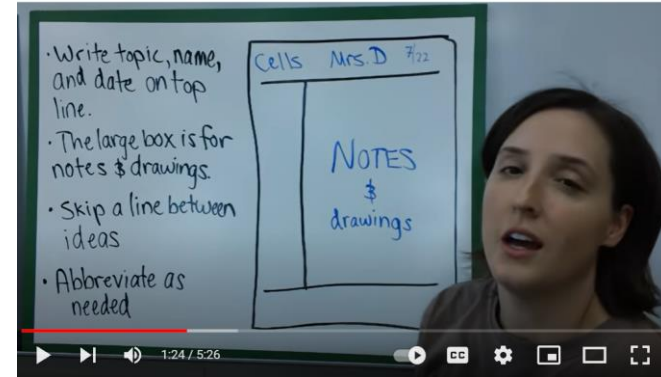 • Write topic, name,
and date on top
line.
• The large box is for
notes & drawings.
• Skip a line between
ideas
• Abbreviate as
needed
Cells Mrs. D 7/22
NOTES
&
drawings
1:24 / 5:26
CC